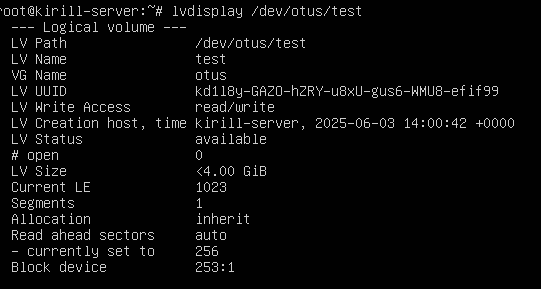 root@kirill-server:~# lvdisplay /dev/otus/test
--- Logical volume ---
LV Path                /dev/otus/test
LV Name                test
VG Name                otus
LV UUID                kd1l8y-GAZO-hZRY-u8xU-gus6-WMU8-efif99
LV Write Access        read/write
LV Creation host, time kirill-server, 2025-06-03 14:00:42 +0000
LV Status              available
# open                 0
LV Size                <4.00 GiB
Current LE             1023
Segments               1
Allocation             inherit
Read ahead sectors     auto
- currently set to     256
Block device           253:1